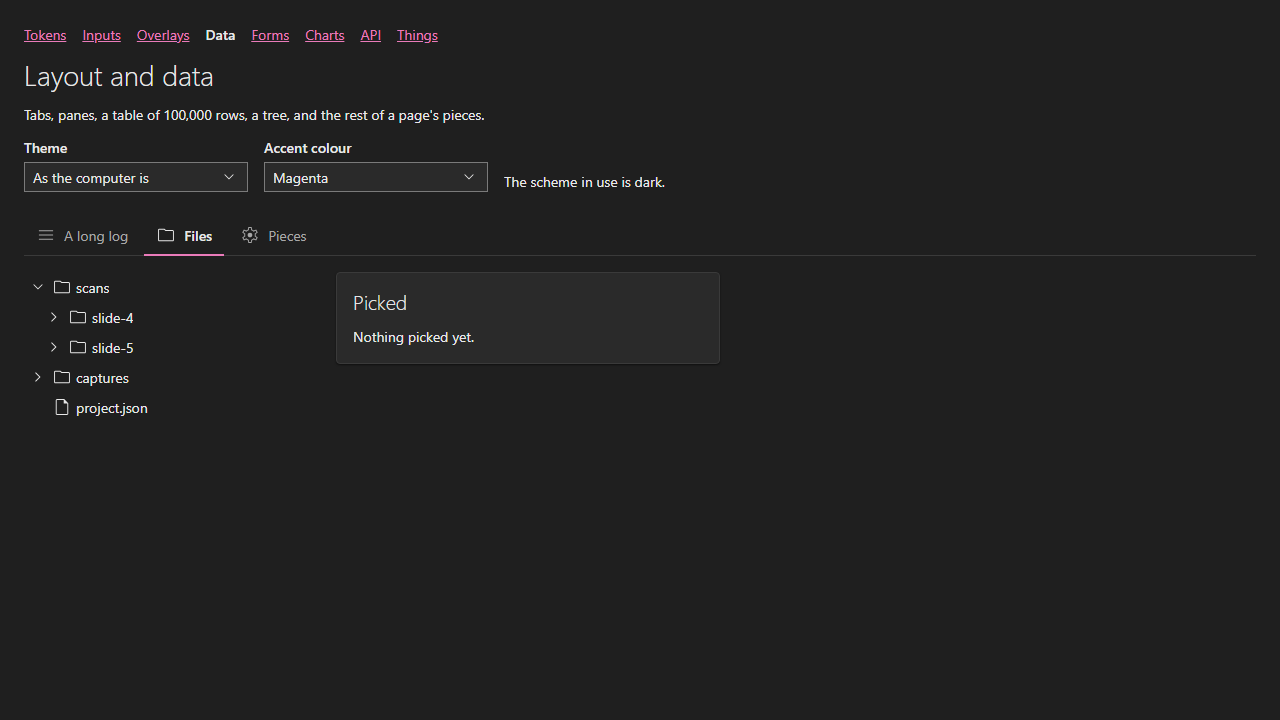 Tokens Inputs Overlays Data Forms Charts API Things
Layout and data
Tabs, panes, a table of 100,000 rows, a tree, and the rest of a page's pieces.
Theme Accent colour
As the computer is Magenta The scheme in use is dark.
A long log Files Pieces
scans
slide-4
slide-5
captures
project.json
Picked
Nothing picked yet.